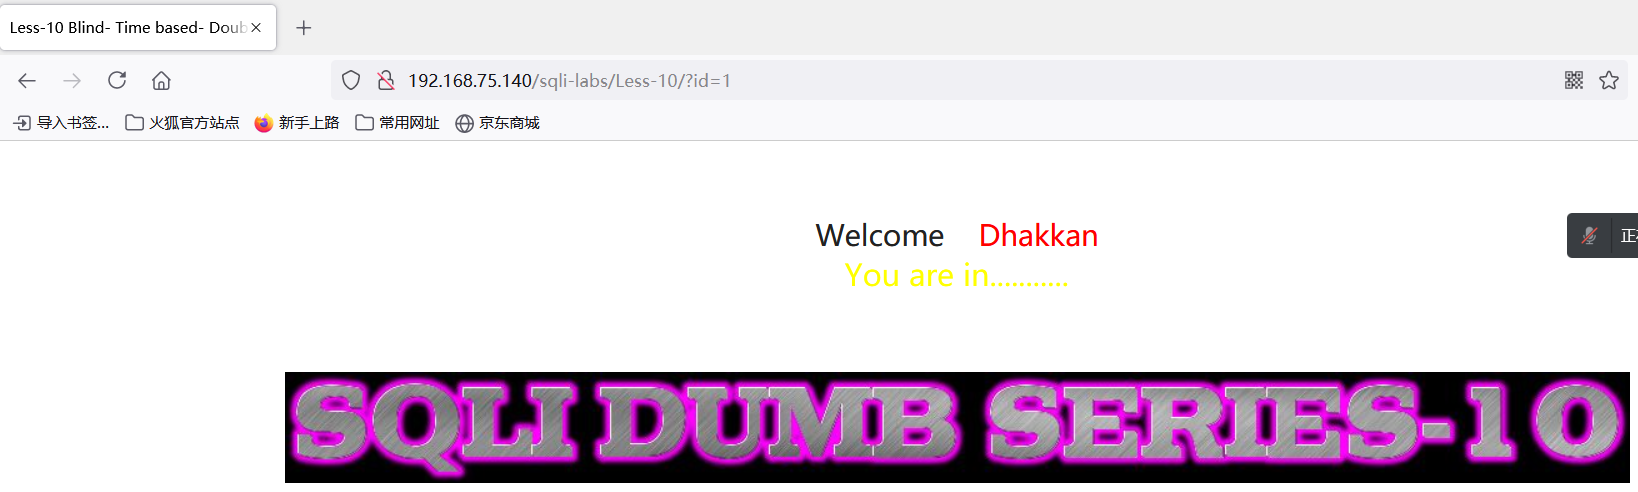 Less-10 Blind- Time based- Doub
192.168.75.140/sqli-labs/Less-10/?id=1
导入书签... 火狐官方站点 新手上路 常用网址 京东商城
Welcome Dhakkan
正
You are in...........
SQLI DUMB SERIES-10